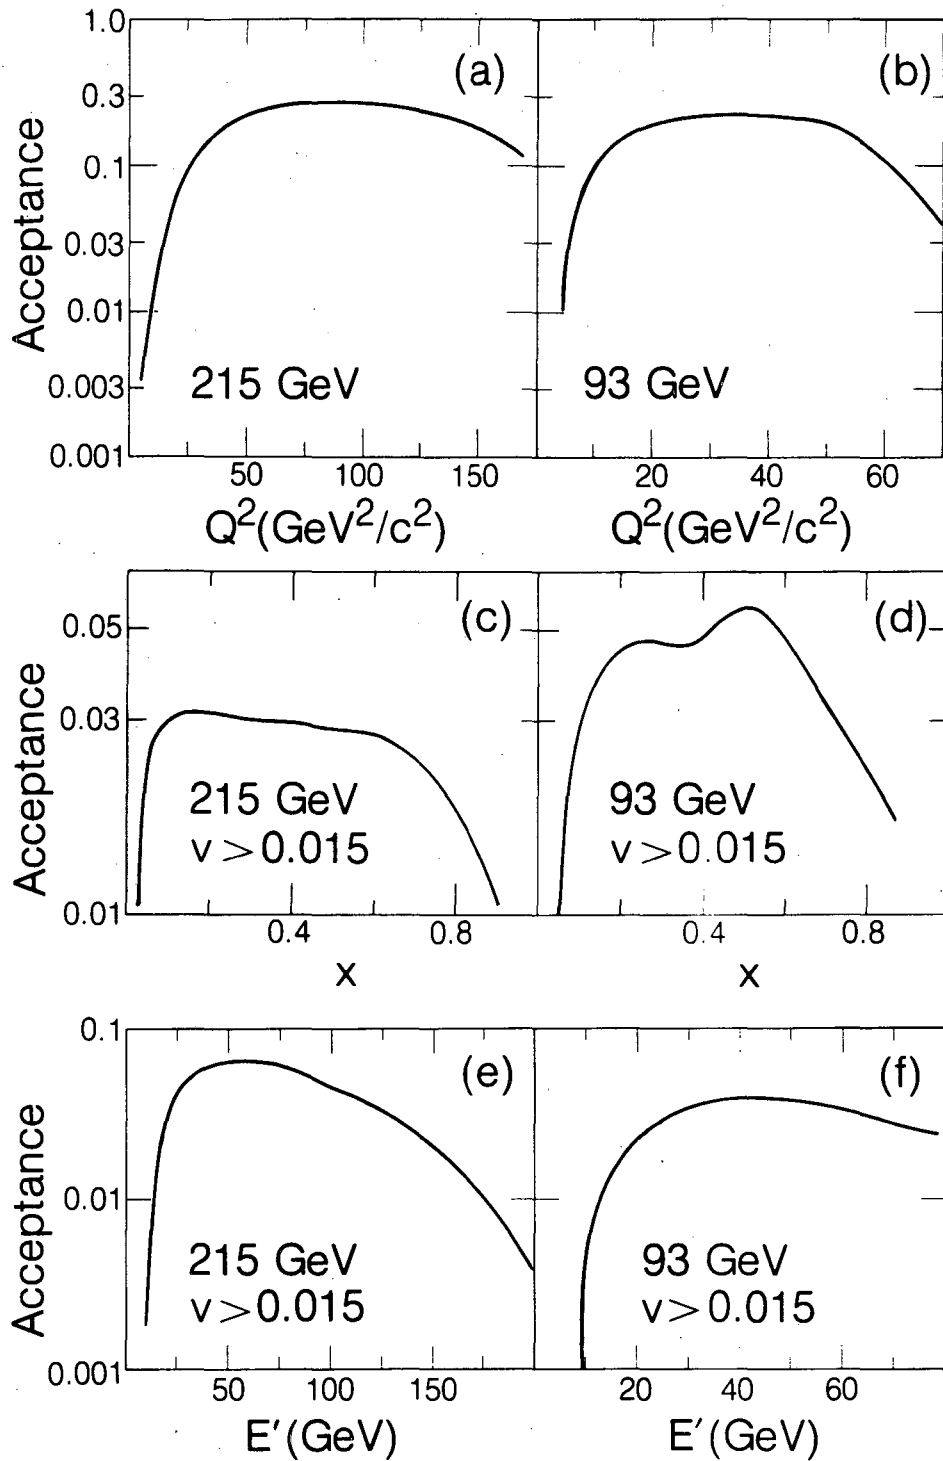 1.0
0.3
0.1
0.03
0.01
0.003
0.001
Acceptance
(a)
215 GeV
50 100 150
Q²(GeV²/c²)
(b)
93 GeV
20 40 60
Q²(GeV²/c²)
0.05
0.03
0.01
Acceptance
(c)
215 GeV
v > 0.015
0.4 0.8
x
(d)
93 GeV
v > 0.015
0.4 0.8
x
0.1
0.01
0.001
Acceptance
(e)
215 GeV
v > 0.015
50 100 150
E′(GeV)
(f)
93 GeV
v > 0.015
20 40 60
E′(GeV)